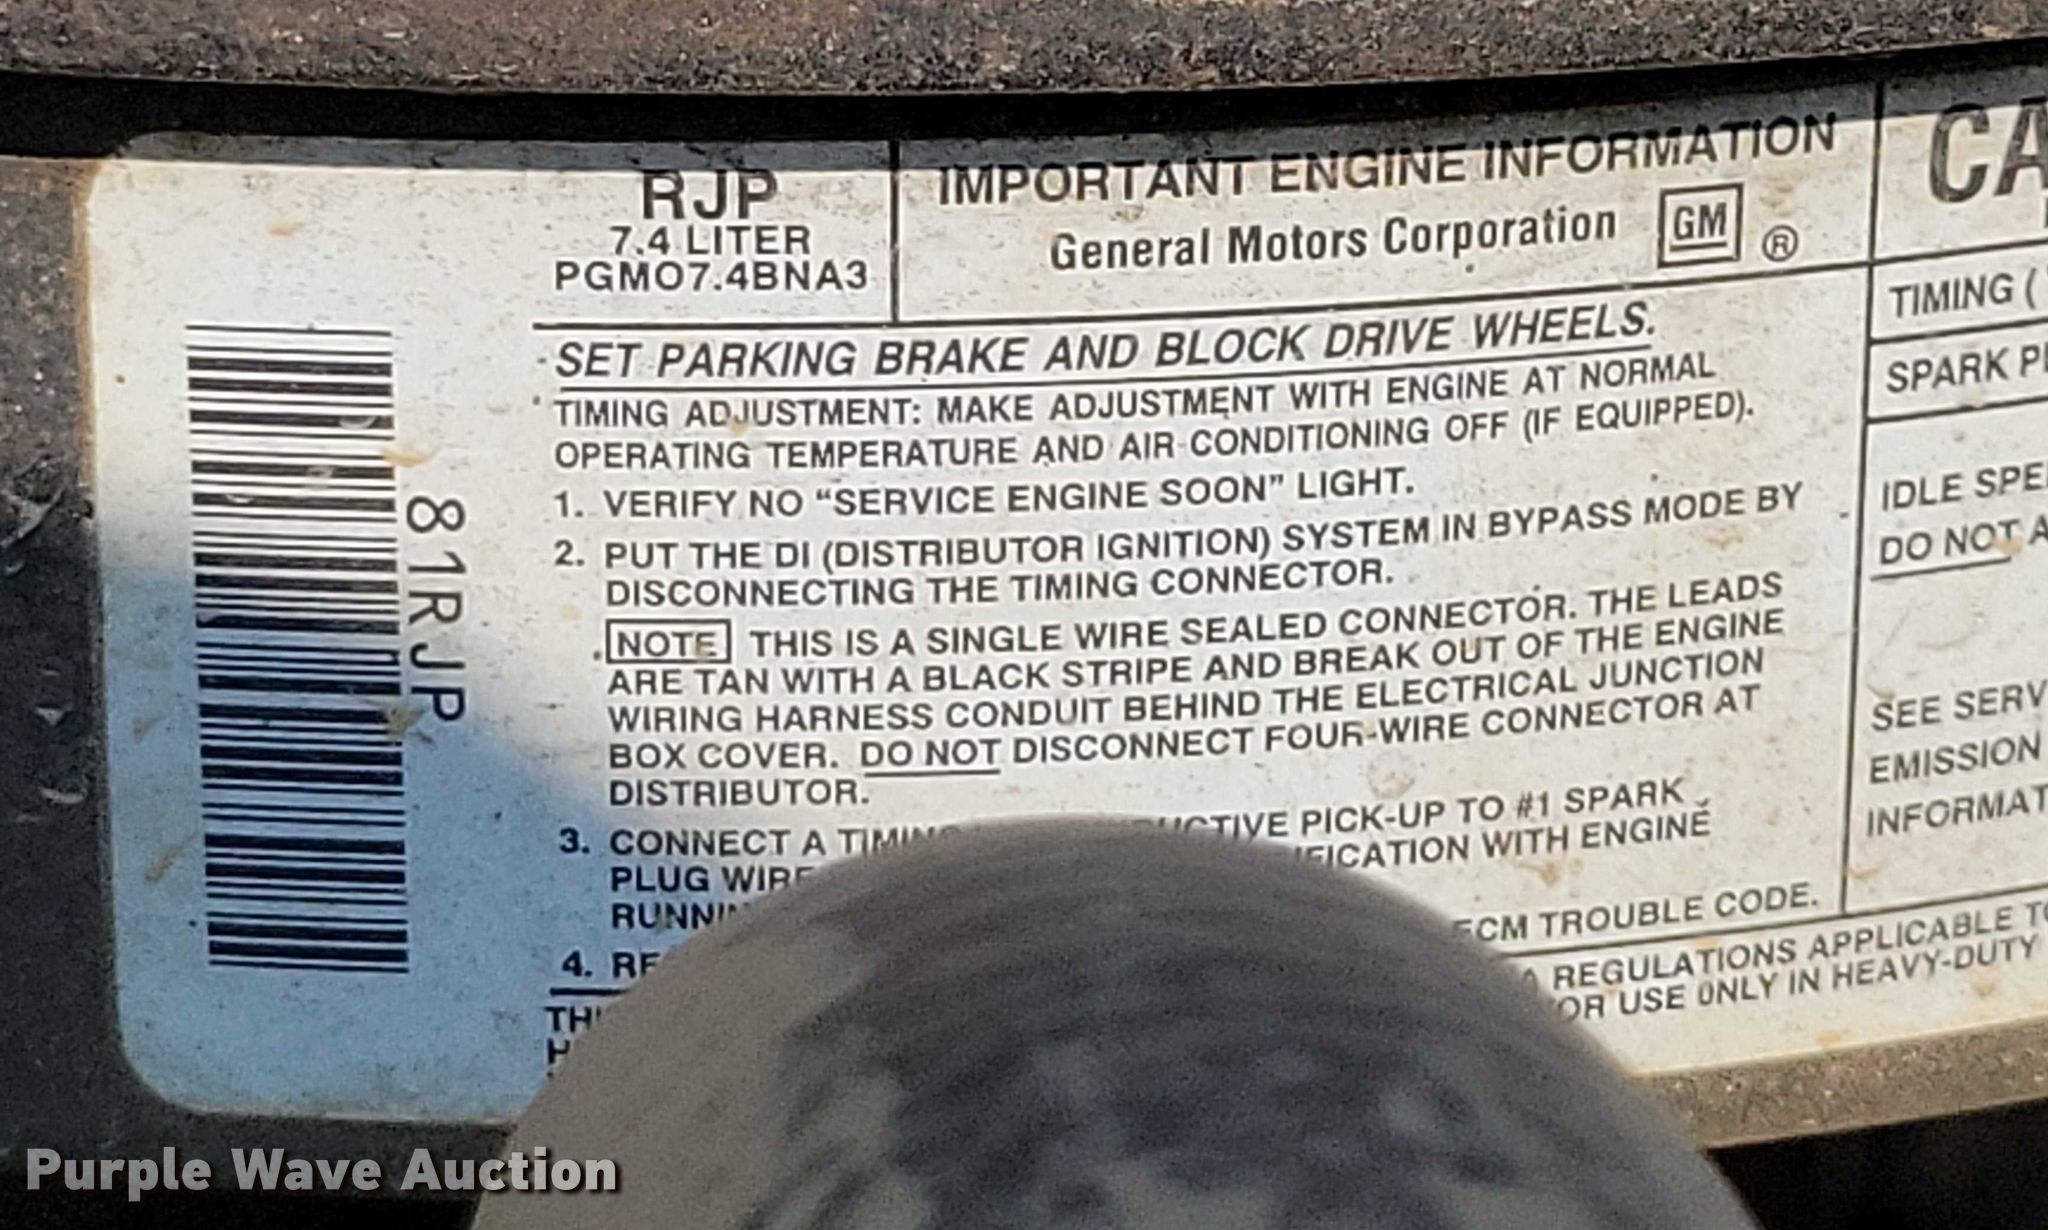 RJP
7.4 LITER
PGMO7.4BNA3
81RJP
IMPORTANT ENGINE INFORMATION
General Motors Corporation GM ®
SET PARKING BRAKE AND BLOCK DRIVE WHEELS.
TIMING ADJUSTMENT: MAKE ADJUSTMENT WITH ENGINE AT NORMAL
OPERATING TEMPERATURE AND AIR CONDITIONING OFF (IF EQUIPPED).
1. VERIFY NO “SERVICE ENGINE SOON” LIGHT.
2. PUT THE DI (DISTRIBUTOR IGNITION) SYSTEM IN BYPASS MODE BY
DISCONNECTING THE TIMING CONNECTOR.
NOTE THIS IS A SINGLE WIRE SEALED CONNECTOR. THE LEADS
ARE TAN WITH A BLACK STRIPE AND BREAK OUT OF THE ENGINE
WIRING HARNESS CONDUIT BEHIND THE ELECTRICAL JUNCTION
BOX COVER. DO NOT DISCONNECT FOUR-WIRE CONNECTOR AT
DISTRIBUTOR.
3. CONNECT A PICK-UP TO #1 SPARK
PLUG WITH ENGINE
4. ECM TROUBLE CODE.
REGULATIONS APPLICABLE
OR USE ONLY IN HEAVY-DUTY
CA
TIMING (
SPARK
IDLE
DO NOT
SEE
EMISSION
Purple Wave Auction